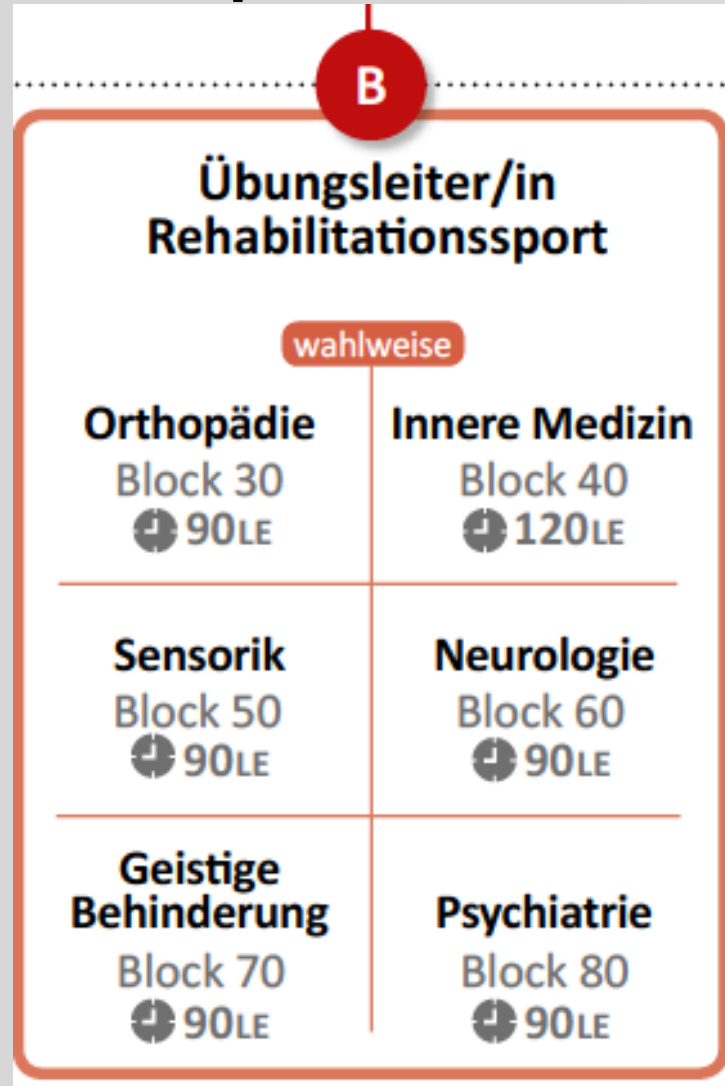 B
Übungsleiter/in
Rehabilitationssport
wahlweise
Orthopädie
Block 30
90LE
Innere Medizin
Block 40
120LE
Sensorik
Block 50
90LE
Neurologie
Block 60
90LE
Geistige
Behinderung
Block 70
90LE
Psychiatrie
Block 80
90LE